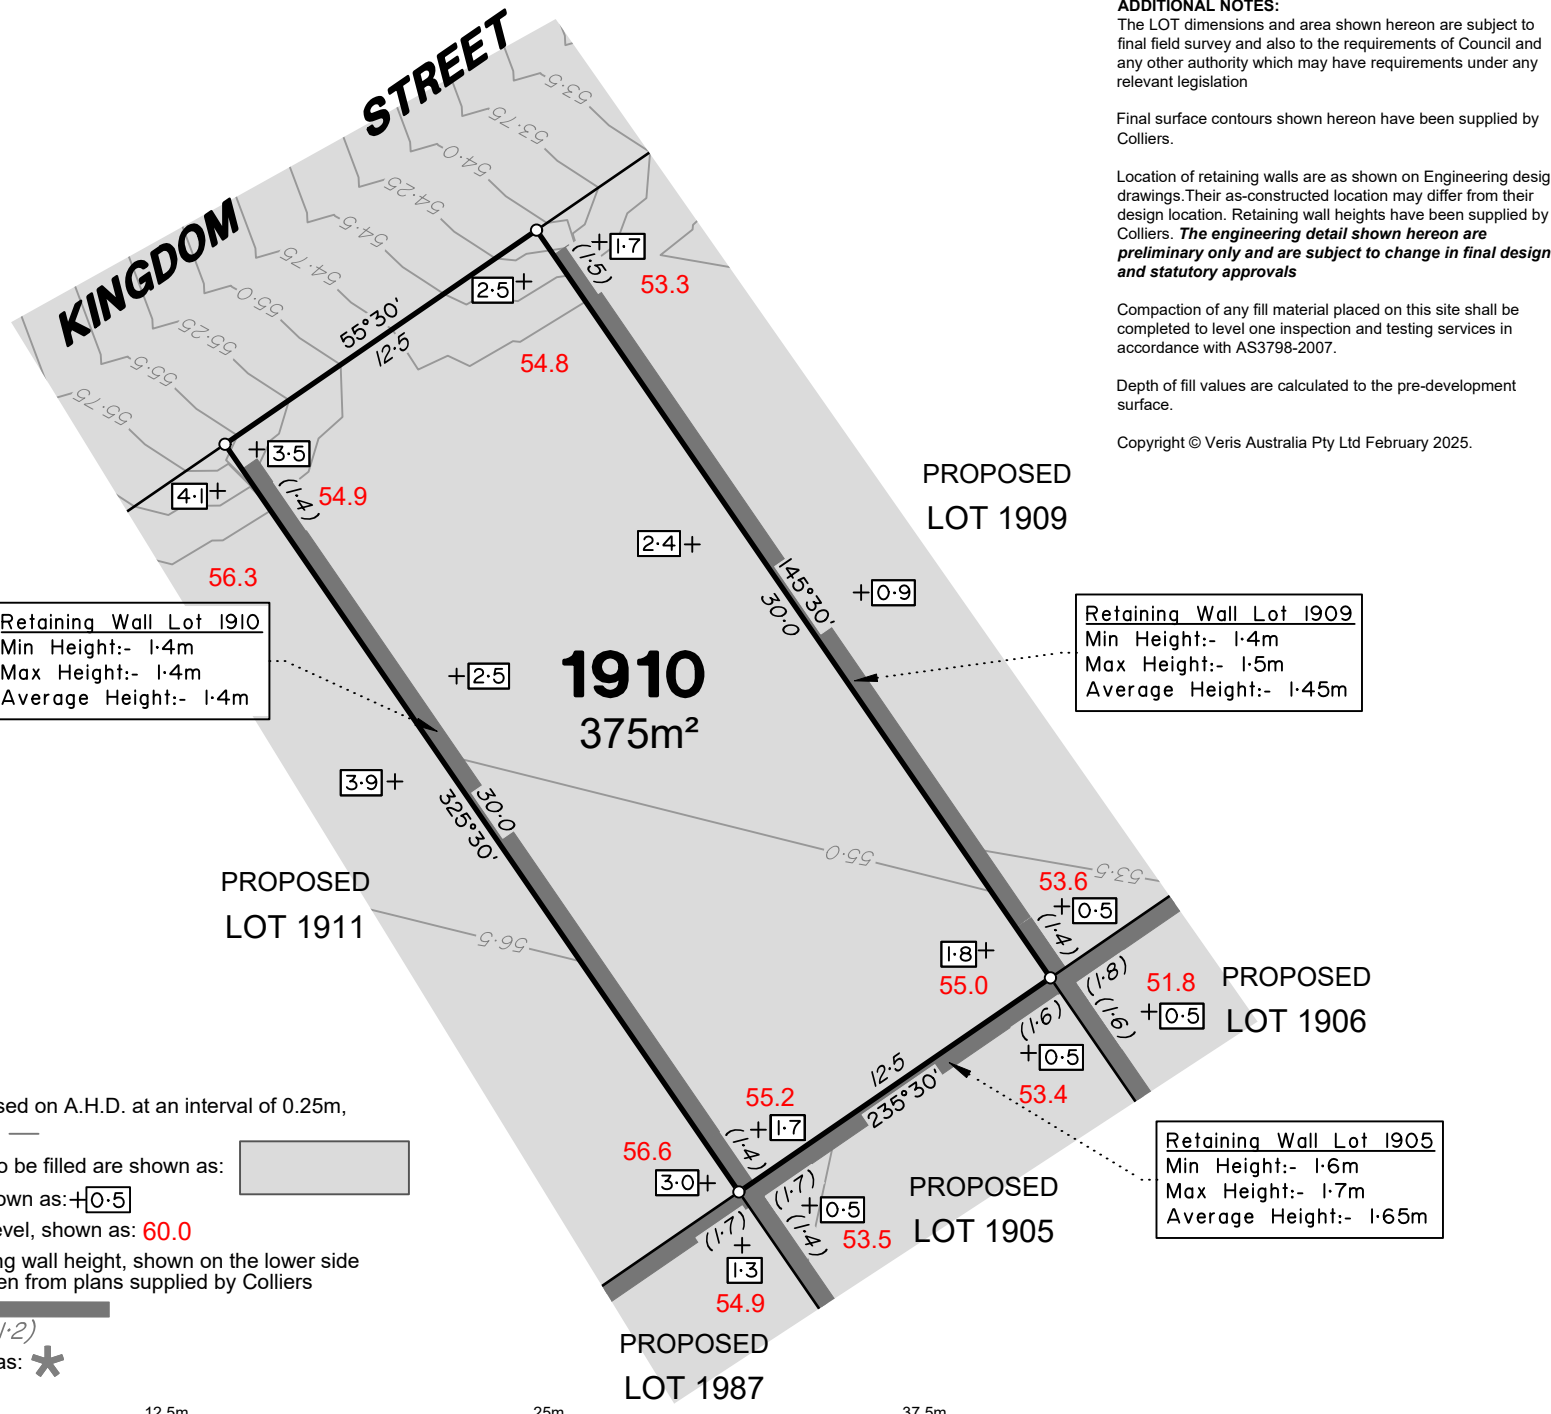 ADDITIONAL NOTES:
The LOT dimensions and area shown hereon are subject to
final field survey and also to the requirements of Council and
any other authority which may have requirements under any
relevant legislation
Final surface contours shown hereon have been supplied by
Colliers.
Location of retaining walls are as shown on Engineering desig
drawings.Their as-constructed location may differ from their
design location. Retaining wall heights have been supplied by
Colliers. The engineering detail shown hereon are
preliminary only and are subject to change in final design
and statutory approvals
Compaction of any fill material placed on this site shall be
completed to level one inspection and testing services in
accordance with AS3798-2007.
Depth of fill values are calculated to the pre-development
surface.
Copyright © Veris Australia Pty Ltd February 2025.
KINGDOM STREET
53·5
53·75
54·0
54·25
54·5
54·75
55·0
55·25
55·5
55·75
1·7
(1·5)
53.3
2·5
54.8
55°30'
12·5
3·5
(1·4)
54.9
4·1
56.3
PROPOSED
LOT 1909
2·4
145°30'
30·0
0·9
Retaining Wall Lot 1910
Min Height:- 1·4m
Max Height:- 1·4m
Average Height:- 1·4m
Retaining Wall Lot 1909
Min Height:- 1·4m
Max Height:- 1·5m
Average Height:- 1·45m
2·5
1910
375m²
3·9
30·0
325°30'
55·0
53·5
PROPOSED
LOT 1911
56·5
53.6
0·5
(1·4)
1·8
55.0
(1·8)
(1·6)
51.8
0·5
PROPOSED
LOT 1906
(1·6)
0·5
53.4
12·5
235°30'
55.2
1·7
(1·4)
56.6
3·0
(1·7)
(1·4)
0·5
53.5
PROPOSED
LOT 1905
Retaining Wall Lot 1905
Min Height:- 1·6m
Max Height:- 1·7m
Average Height:- 1·65m
(1·7)
1·3
54.9
PROPOSED
LOT 1987
sed on A.H.D. at an interval of 0.25m,
o be filled are shown as:
own as: +0·5
evel, shown as: 60.0
ng wall height, shown on the lower side
en from plans supplied by Colliers
1·2)
as:
12.5m 25m 37.5m